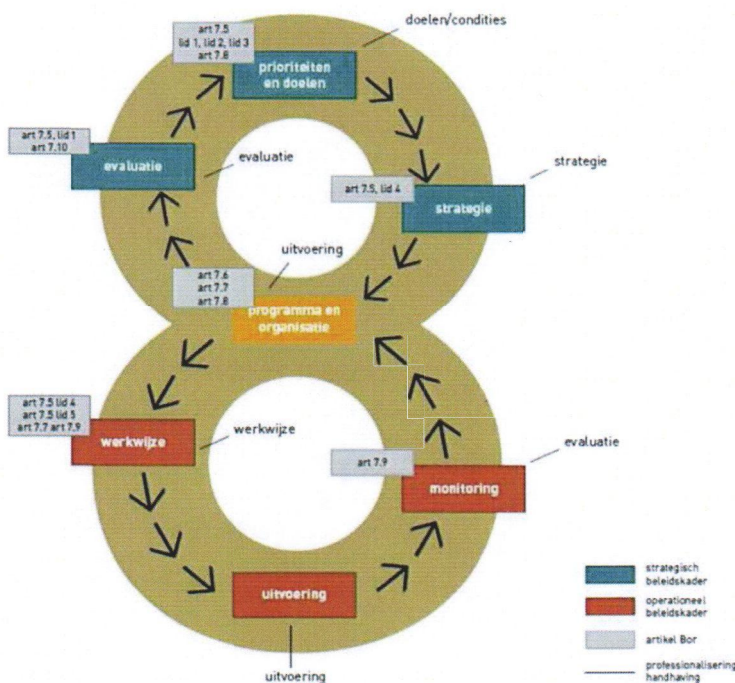 doelen/condities
art 7.5
lid 1, lid 2, lid 3
art 7.8
prioriteiten
en doelen
art 7.5, lid 1
art 7.10
evaluatie
evaluatie
strategie
art 7.5, lid 4
strategie
uitvoering
art 7.6
art 7.7
art 7.8
programma en
organisatie
art 7.5 lid 4
art 7.5 lid 5
art 7.7 art 7.9
werkwijze
werkwijze
evaluatie
art 7.9
monitoring
uitvoering
uitvoering
strategisch
beleidskader
operationeel
beleidskader
artikel Bor
professionalisering
handhaving